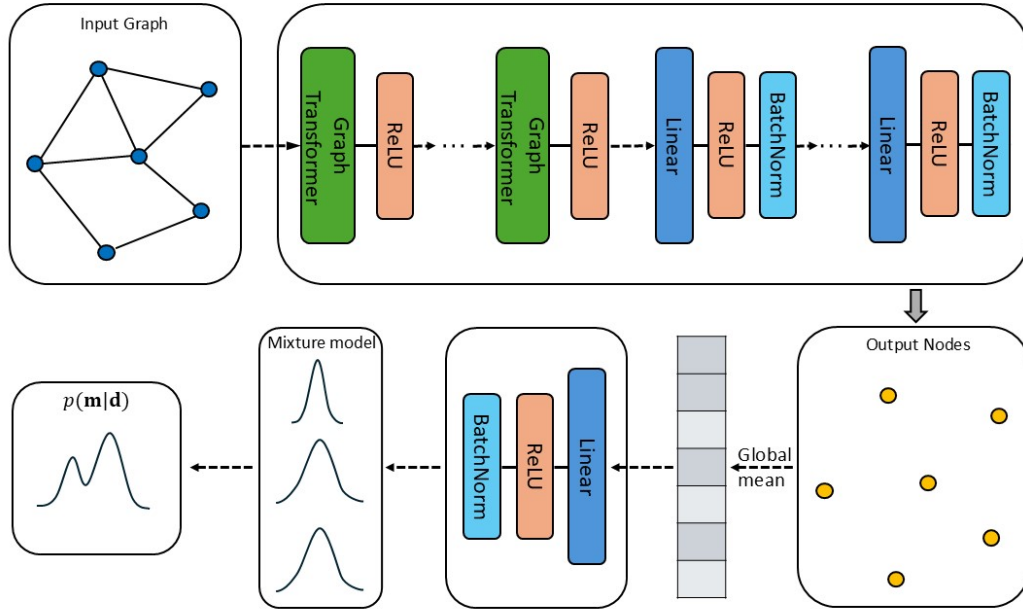 Input Graph
Graph
Transformer
ReLU
Graph
Transformer
ReLU
Linear
ReLU
BatchNorm
Linear
ReLU
BatchNorm
p(m|d)
Mixture model
BatchNorm
ReLU
Linear
Global
mean
Output Nodes